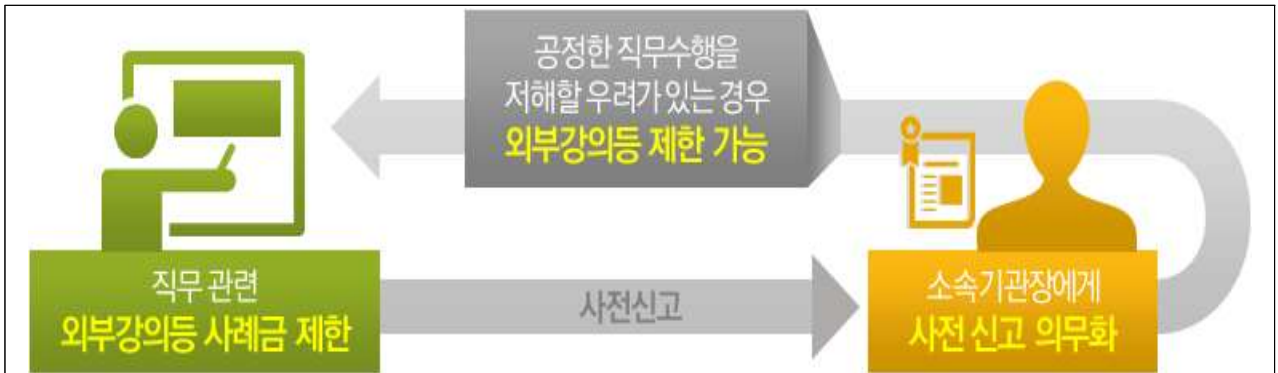 공정한 직무수행을
저해할 우려가 있는 경우
외부강의등 제한 가능
직무 관련
외부강의등 사례금 제한
사전신고
소속기관장에게
사전 신고 의무화